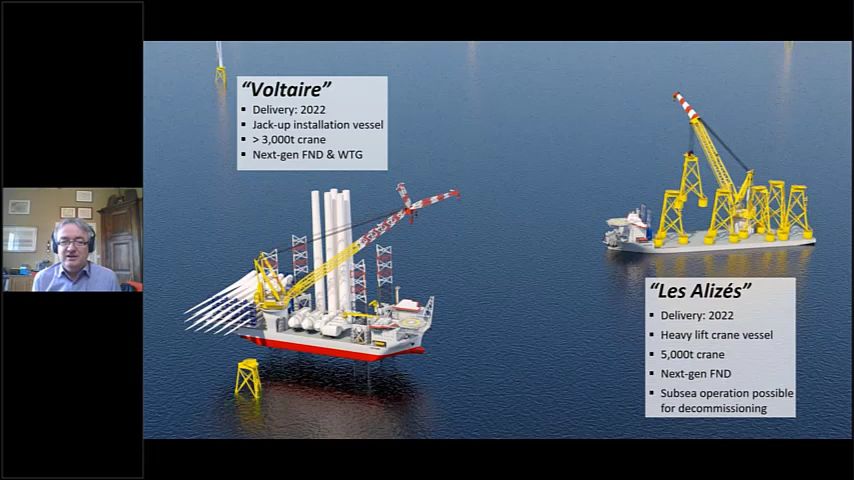 “Voltaire”
▪ Delivery: 2022
▪ Jack-up installation vessel
▪ > 3,000t crane
▪ Next-gen FND & WTG
“Les Alizés”
▪ Delivery: 2022
▪ Heavy lift crane vessel
▪ 5,000t crane
▪ Next-gen FND
▪ Subsea operation possible
for decommissioning